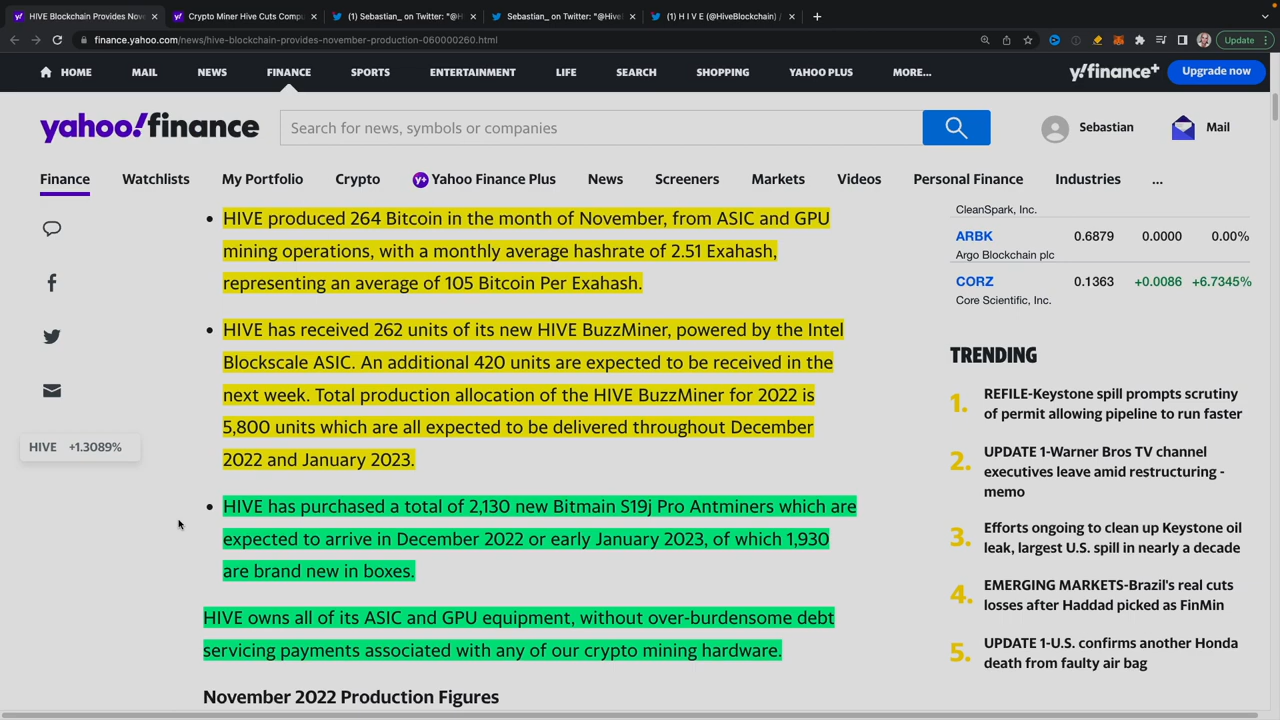 HIVE Blockchain Provides Nov
Crypto Miner Hive Cuts Compu
(1) Sebastian_ on Twitter: "@H
Sebastian_ on Twitter: "@Hive
(1) H I V E (@HiveBlockchain) /
finance.yahoo.com/news/hive-blockchain-provides-november-production-060000260.html
Update
HOME MAIL NEWS FINANCE SPORTS ENTERTAINMENT LIFE SEARCH SHOPPING YAHOO PLUS MORE...
y!finance+ Upgrade now
yahoo!finance
Search for news, symbols or companies
Sebastian
Mail
Finance Watchlists My Portfolio Crypto y+ Yahoo Finance Plus News Screeners Markets Videos Personal Finance Industries ...
• HIVE produced 264 Bitcoin in the month of November, from ASIC and GPU
mining operations, with a monthly average hashrate of 2.51 Exahash,
representing an average of 105 Bitcoin Per Exahash.
• HIVE has received 262 units of its new HIVE BuzzMiner, powered by the Intel
Blockscale ASIC. An additional 420 units are expected to be received in the
next week. Total production allocation of the HIVE BuzzMiner for 2022 is
5,800 units which are all expected to be delivered throughout December
2022 and January 2023.
HIVE +1.3089%
• HIVE has purchased a total of 2,130 new Bitmain S19j Pro Antminers which are
expected to arrive in December 2022 or early January 2023, of which 1,930
are brand new in boxes.
HIVE owns all of its ASIC and GPU equipment, without over-burdensome debt
servicing payments associated with any of our crypto mining hardware.
November 2022 Production Figures
CleanSpark, Inc.
ARBK 0.6879 0.0000 0.00%
Argo Blockchain plc
CORZ 0.1363 +0.0086 +6.7345%
Core Scientific, Inc.
TRENDING
1. REFILE-Keystone spill prompts scrutiny
of permit allowing pipeline to run faster
2. UPDATE 1-Warner Bros TV channel
executives leave amid restructuring -
memo
3. Efforts ongoing to clean up Keystone oil
leak, largest U.S. spill in nearly a decade
4. EMERGING MARKETS-Brazil's real cuts
losses after Haddad picked as FinMin
5. UPDATE 1-U.S. confirms another Honda
death from faulty air bag